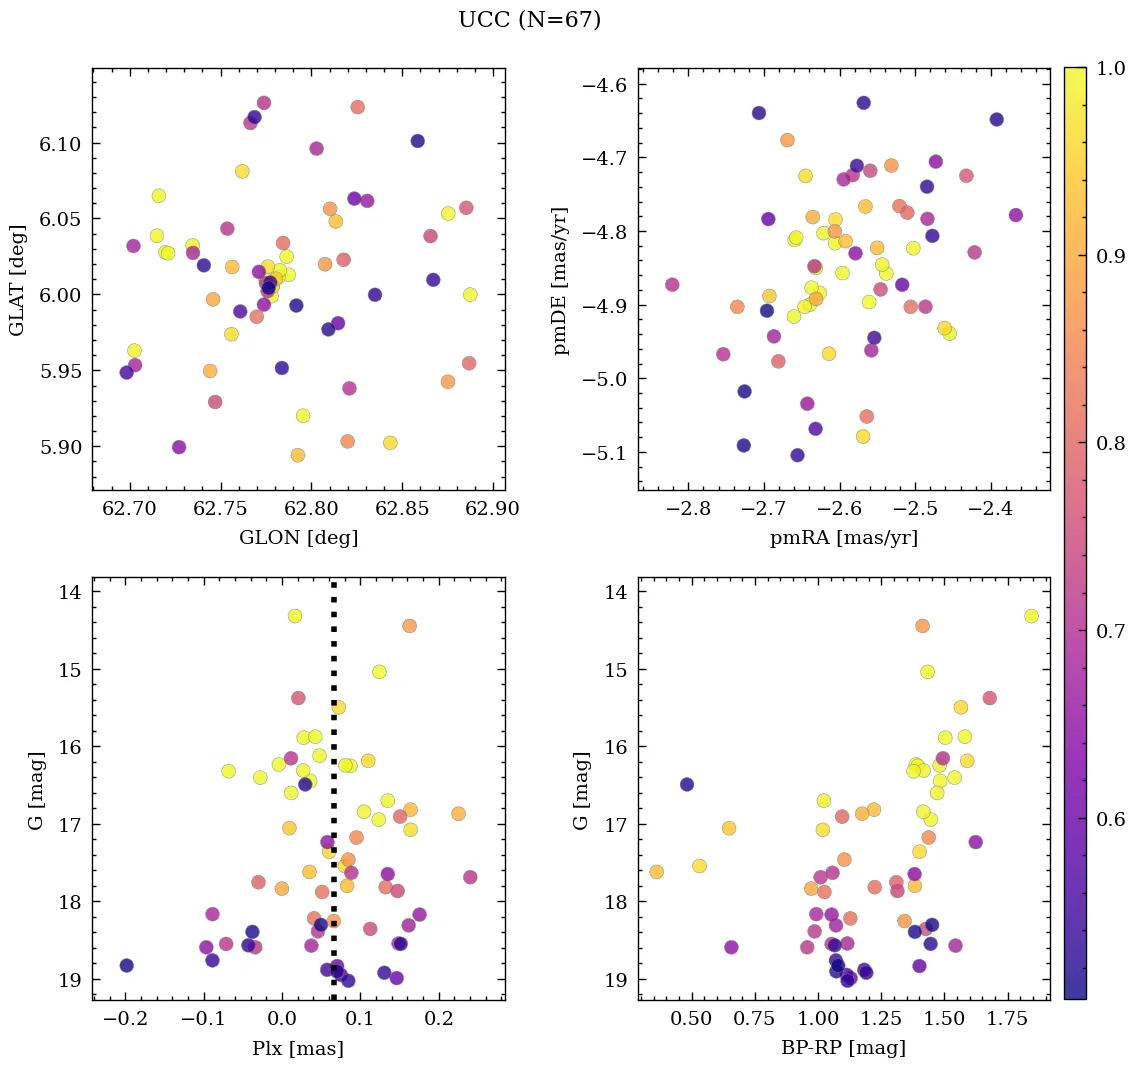 UCC (N=67)
6.10
6.05
6.00
5.95
5.90
GLAT [deg]
62.70 62.75 62.80 62.85 62.90
GLON [deg]
−4.6
−4.7
−4.8
−4.9
−5.0
−5.1
pmDE [mas/yr]
−2.8 −2.7 −2.6 −2.5 −2.4
pmRA [mas/yr]
14
15
16
17
18
19
G [mag]
−0.2 −0.1 0.0 0.1 0.2
Plx [mas]
14
15
16
17
18
19
G [mag]
0.50 0.75 1.00 1.25 1.50 1.75
BP-RP [mag]
1.0
0.9
0.8
0.7
0.6